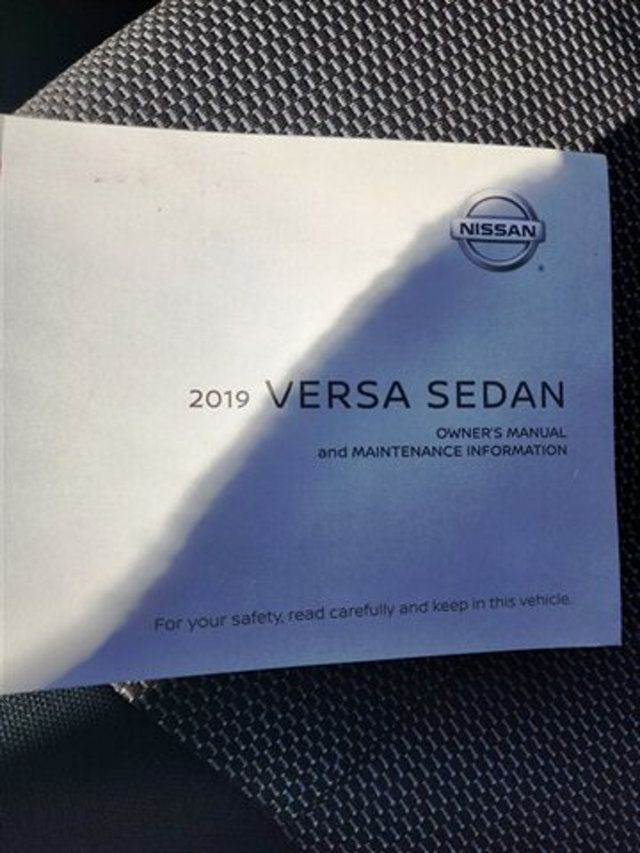 NISSAN
2019 VERSA SEDAN
OWNER'S MANUAL
and MAINTENANCE INFORMATION
For your safety, read carefully and keep in this vehicle.